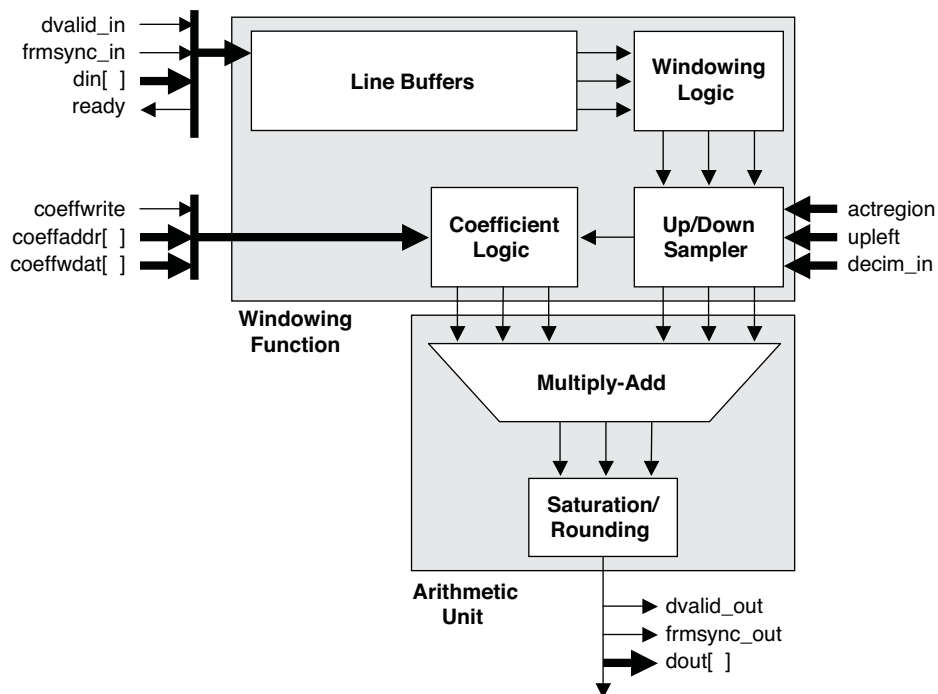 dvalid_in
frmsync_in
din[ ]
ready
Line Buffers
Windowing
Logic
coeffwrite
coeffaddr[ ]
coeffwdat[ ]
Coefficient
Logic
Up/Down
Sampler
actregion
upleft
decim_in
Windowing
Function
Multiply-Add
Saturation/
Rounding
Arithmetic
Unit
dvalid_out
frmsync_out
dout[ ]